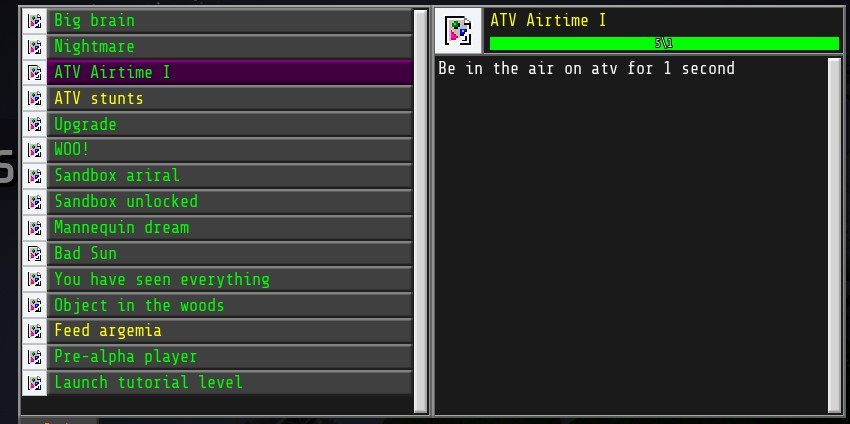 Big brain
Nightmare
ATV Airtime I
ATV stunts
Upgrade
WOO!
Sandbox ariral
Sandbox unlocked
Mannequin dream
Bad Sun
You have seen everything
Object in the woods
Feed argemia
Pre-alpha player
Launch tutorial level
ATV Airtime I
5\1
Be in the air on atv for 1 second